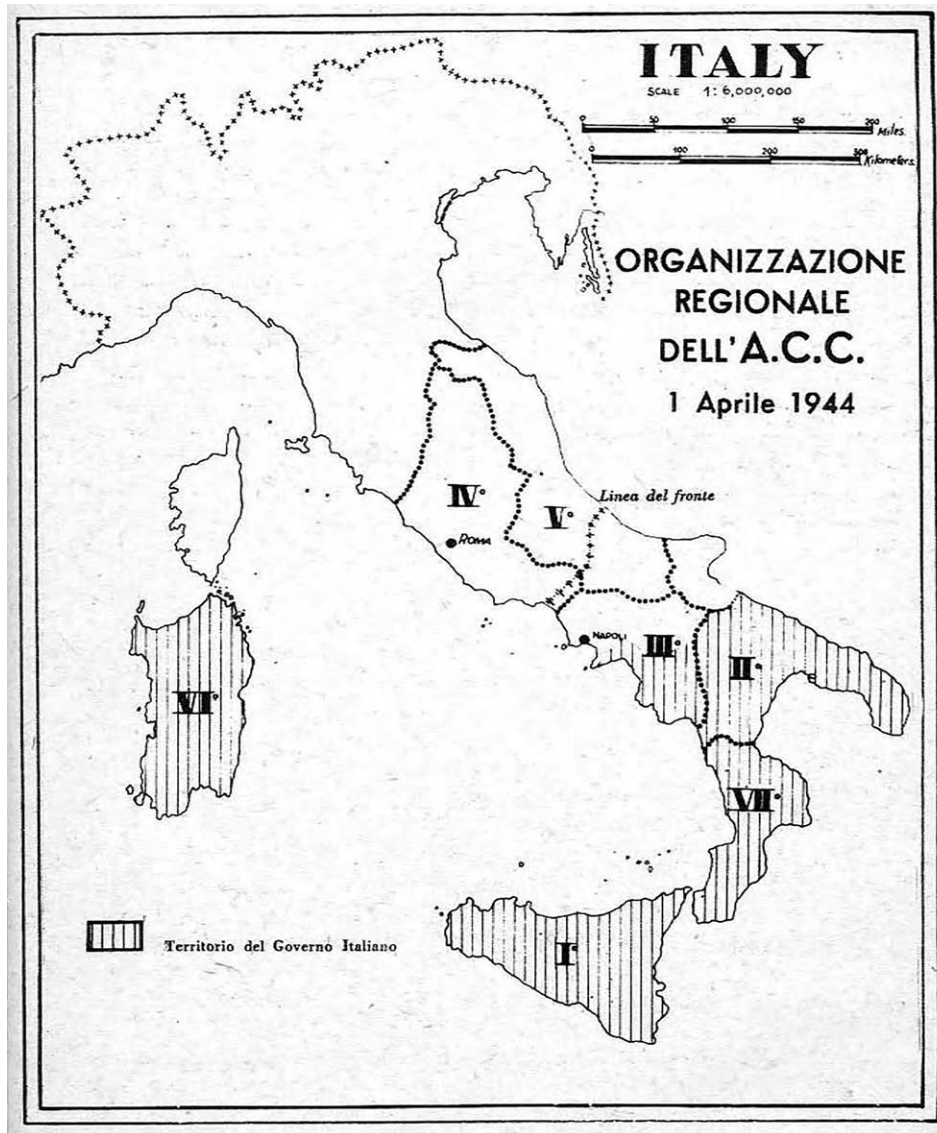 ITALY
SCALE 1: 6,000,000
0 50 100 150 200 Miles.
0 100 200 300 Kilometers.
ORGANIZZAZIONE
REGIONALE
DELL'A.C.C.
1 Aprile 1944
IV°
Linea del fronte
V°
ROMA
NAPOLI
III°
II°
VI°
VII°
Territorio del Governo Italiano
I°